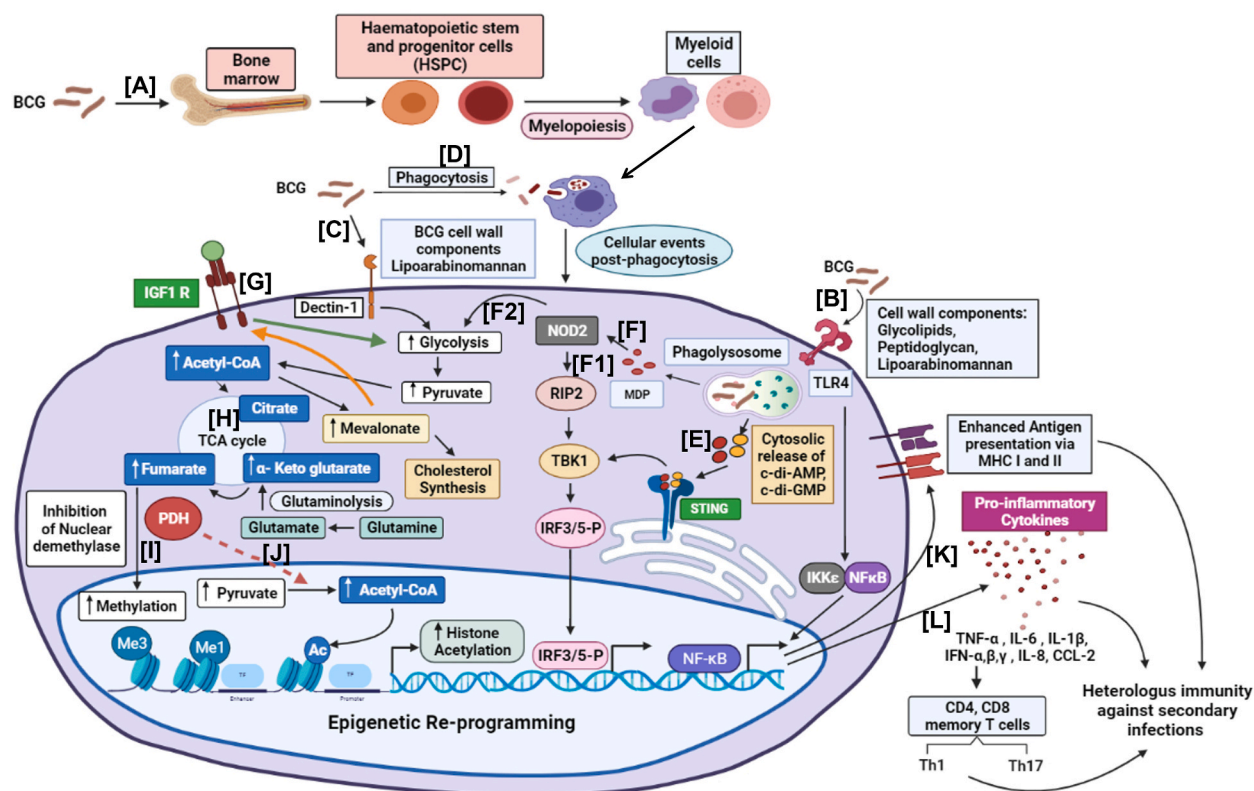 Haematopoietic stem
and progenitor cells
(HSPC)
Myeloid
cells
Bone
marrow
[A]
BCG
Myelopoiesis
[D]
Phagocytosis
BCG
[C]
BCG cell wall
components
Lipoarabinomannan
Cellular events
post-phagocytosis
BCG
[B]
Cell wall components:
Glycolipids,
Peptidoglycan,
Lipoarabinomannan
IGF1 R
[G]
Dectin-1
[F2]
NOD2
[F]
↑ Glycolysis
Phagolysosome
TLR4
↑ Acetyl-CoA
↑ Pyruvate
[F1]
RIP2
MDP
[H]
Citrate
TCA cycle
↑ Mevalonate
[E]
Cytosolic
release of
c-di-AMP,
c-di-GMP
Enhanced Antigen
presentation via
MHC I and II
↑ Fumarate
↑ α- Keto glutarate
Cholesterol
Synthesis
TBK1
STING
Glutaminolysis
Inhibition
of Nuclear
demethylase
PDH
Glutamate
Glutamine
IRF3/5-P
Pro-inflammatory
Cytokines
[I]
[J]
[K]
IKKε
NFκB
↑ Methylation
↑ Pyruvate
↑ Acetyl-CoA
[L]
TNF-α , IL-6 , IL-1β,
IFN-α,β,γ , IL-8, CCL-2
Me3
Me1
Ac
↑ Histone
Acetylation
IRF3/5-P
NF-κB
TF
TF
Enhancer
Promoter
Epigenetic Re-programming
CD4, CD8
memory T cells
Th1
Th17
Heterologus immunity
against secondary
infections